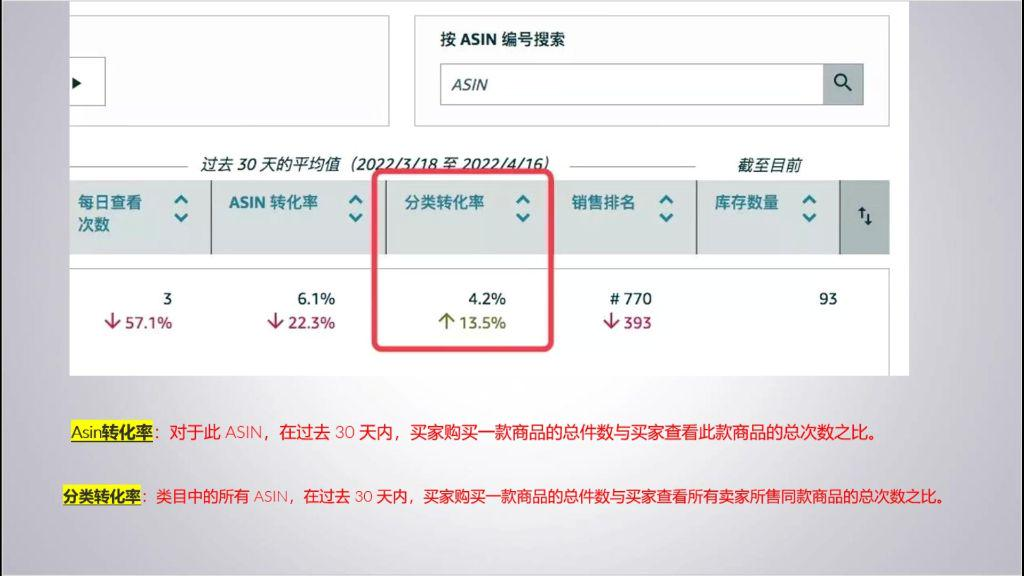 按 ASIN 编号搜索
ASIN
过去 30 天的平均值（2022/3/18 至 2022/4/16） 截至目前
每日查看次数 ASIN 转化率 分类转化率 销售排名 库存数量
3 6.1% 4.2% # 770 93
↓ 57.1% ↓ 22.3% ↑ 13.5% ↓ 393
Asin转化率：对于此 ASIN，在过去 30 天内，买家购买一款商品的总件数与买家查看此款商品的总次数之比。
分类转化率：类目中的所有 ASIN，在过去 30 天内，买家购买一款商品的总件数与买家查看所有卖家所售同款商品的总次数之比。